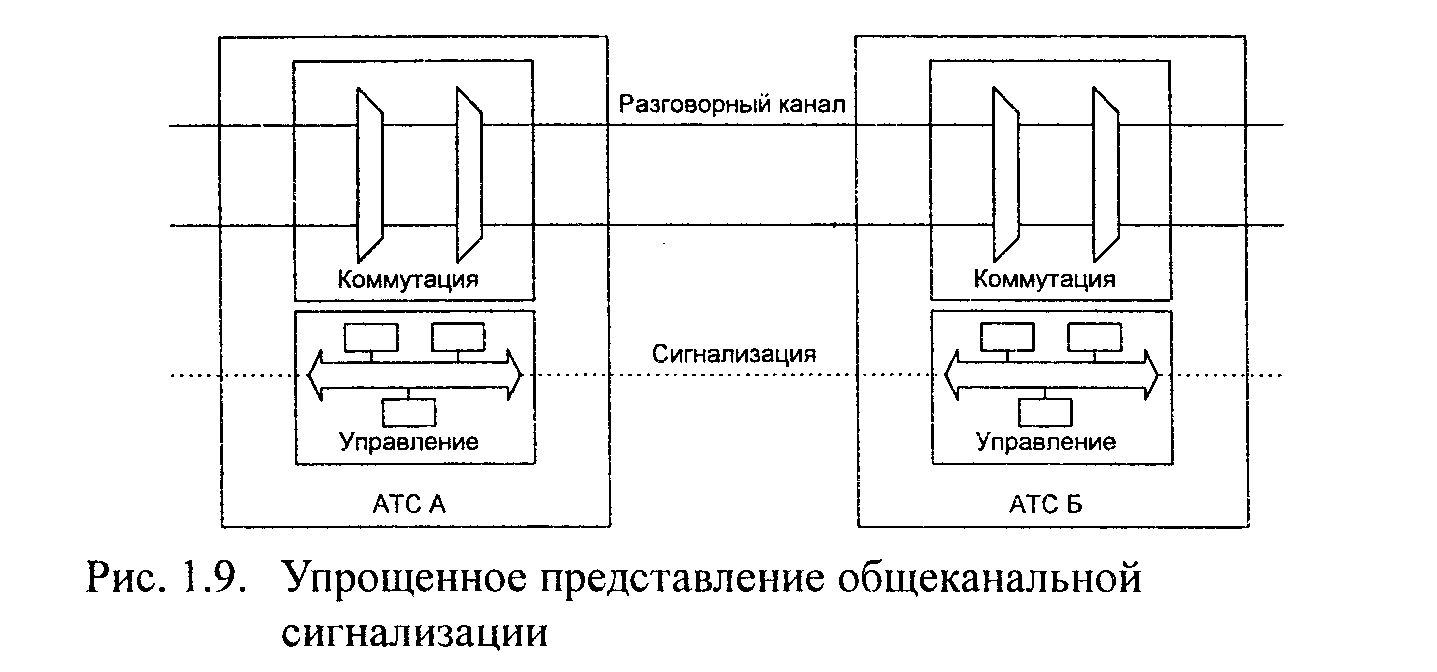 Разговорный канал
Коммутация
Коммутация
Сигнализация
Управление
Управление
АТС А
АТС Б
Рис. 1.9. Упрощенное представление общеканальной
сигнализации